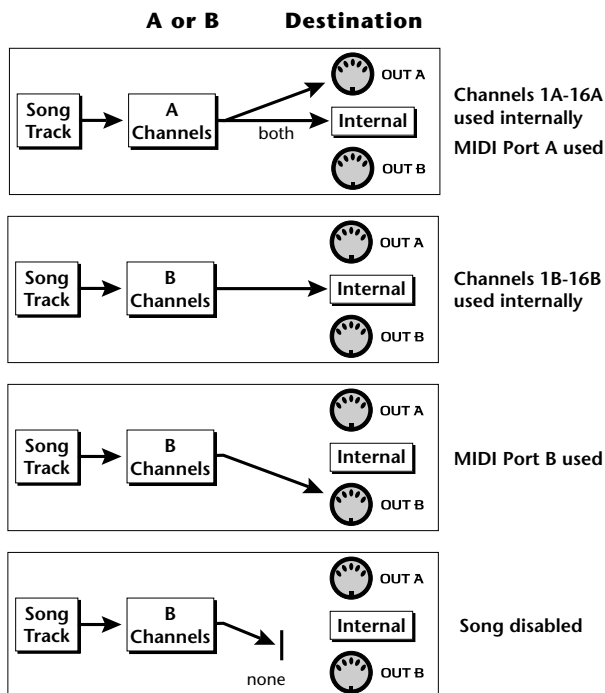 A or B Destination
OUT A
Song Track
A Channels
both
Internal
OUT B
Channels 1A-16A
used internally
MIDI Port A used
OUT A
Song Track
B Channels
Internal
OUT B
Channels 1B-16B
used internally
OUT A
Song Track
B Channels
Internal
OUT B
MIDI Port B used
OUT A
Song Track
B Channels
none
Internal
OUT B
Song disabled